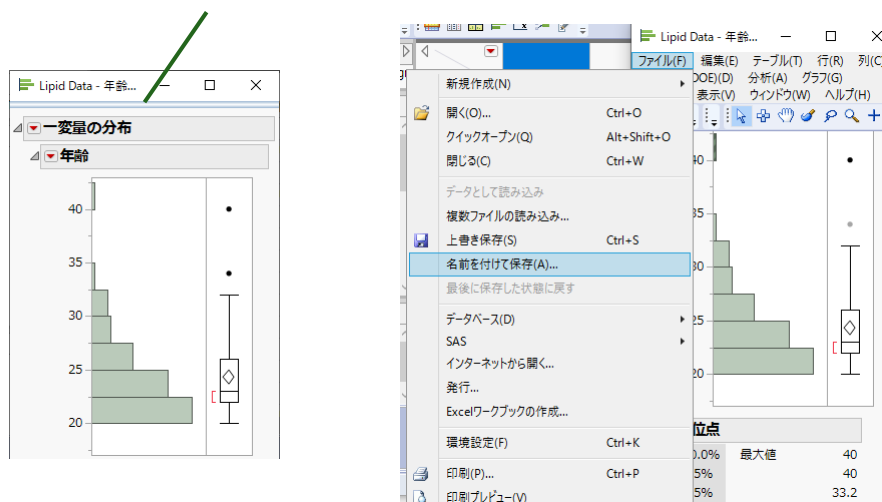 Lipid Data - 年齢...
一変量の分布
年齢
40
35
30
25
20
Lipid Data - 年齢...
ファイル(F) 編集(E) テーブル(T) 行(R) 列(C)
DOE)(D) 分析(A) グラフ(G)
表示(V) ウィンドウ(W) ヘルプ(H)
新規作成(N)
開く(O)... Ctrl+O
クイックオープン(Q) Alt+Shift+O
閉じる(C) Ctrl+W
データとして読み込み
複数ファイルの読み込み...
上書き保存(S) Ctrl+S
名前を付けて保存(A)...
最後に保存した状態に戻す
データベース(D)
SAS
インターネットから開く...
発行...
Excelワークブックの作成...
環境設定(F) Ctrl+K
印刷(P)... Ctrl+P
印刷プレビュー(V)
40
35
30
25
20
位点
0.0% 最大値 40
5% 40
5% 33.2